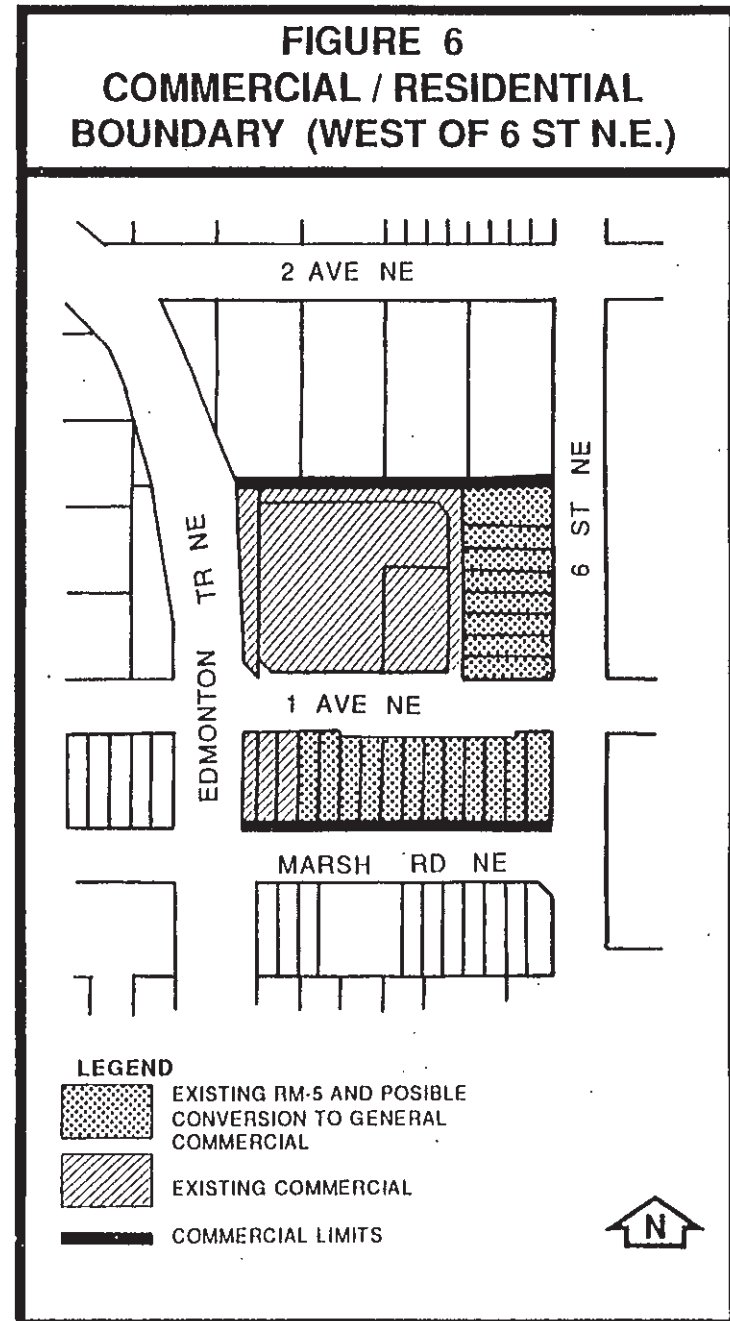 FIGURE 6
COMMERCIAL / RESIDENTIAL
BOUNDARY (WEST OF 6 ST N.E.)
2 AVE NE
6 ST NE
EDMONTON TR NE
1 AVE NE
MARSH RD NE
LEGEND
EXISTING RM-5 AND POSIBLE
CONVERSION TO GENERAL
COMMERCIAL
EXISTING COMMERCIAL
COMMERCIAL LIMITS
N